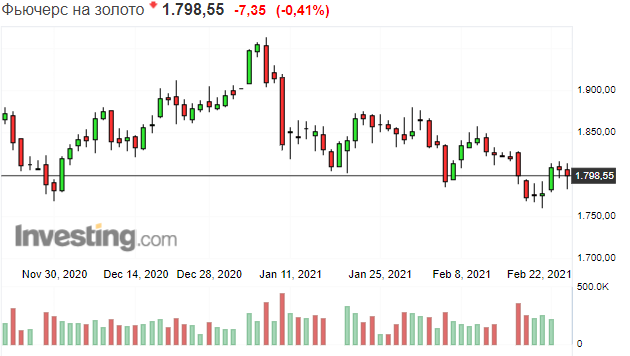 Фьючерс на золото 1.798,55 -7,35 (-0,41%)
1.900,00
1.850,00
1.798,55
1.750,00
1.700,00
Investing.com
Nov 30, 2020 Dec 14, 2020 Dec 28, 2020 Jan 11, 2021 Jan 25, 2021 Feb 8, 2021 Feb 22, 2021
500.0K
0